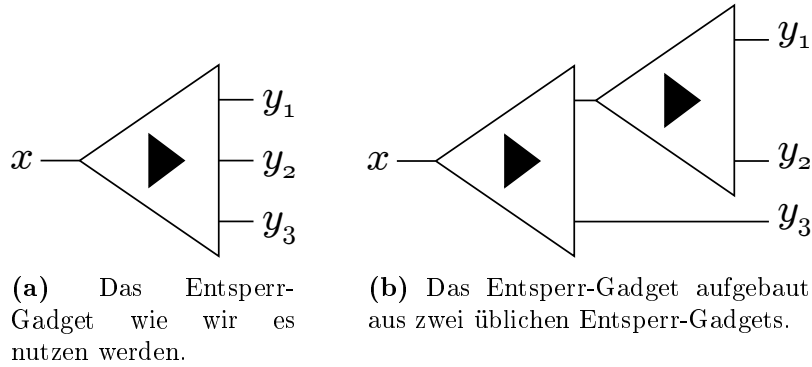 x
y₁
y₂
y₃
x
y₁
y₂
y₃
(a) Das Entsperr-
Gadget wie wir es
nutzen werden.
(b) Das Entsperr-Gadget aufgebaut
aus zwei üblichen Entsperr-Gadgets.